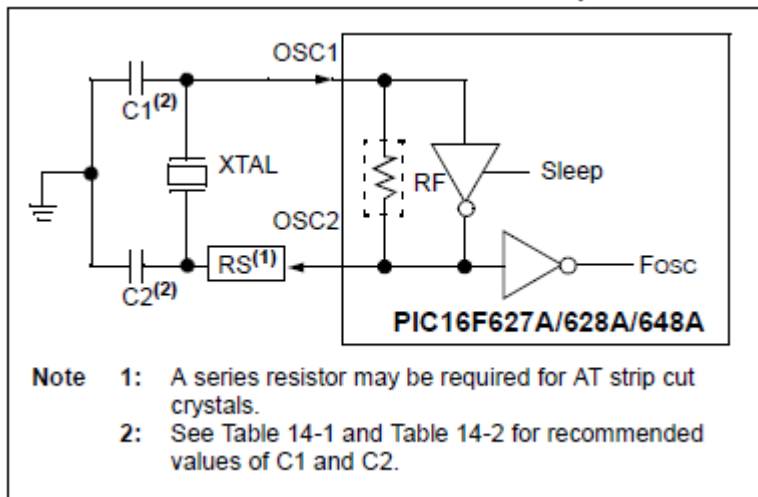 OSC1
C1(2)
XTAL
RF
Sleep
OSC2
RS(1)
C2(2)
Fosc
PIC16F627A/628A/648A
Note 1: A series resistor may be required for AT strip cut
crystals.
2: See Table 14-1 and Table 14-2 for recommended
values of C1 and C2.